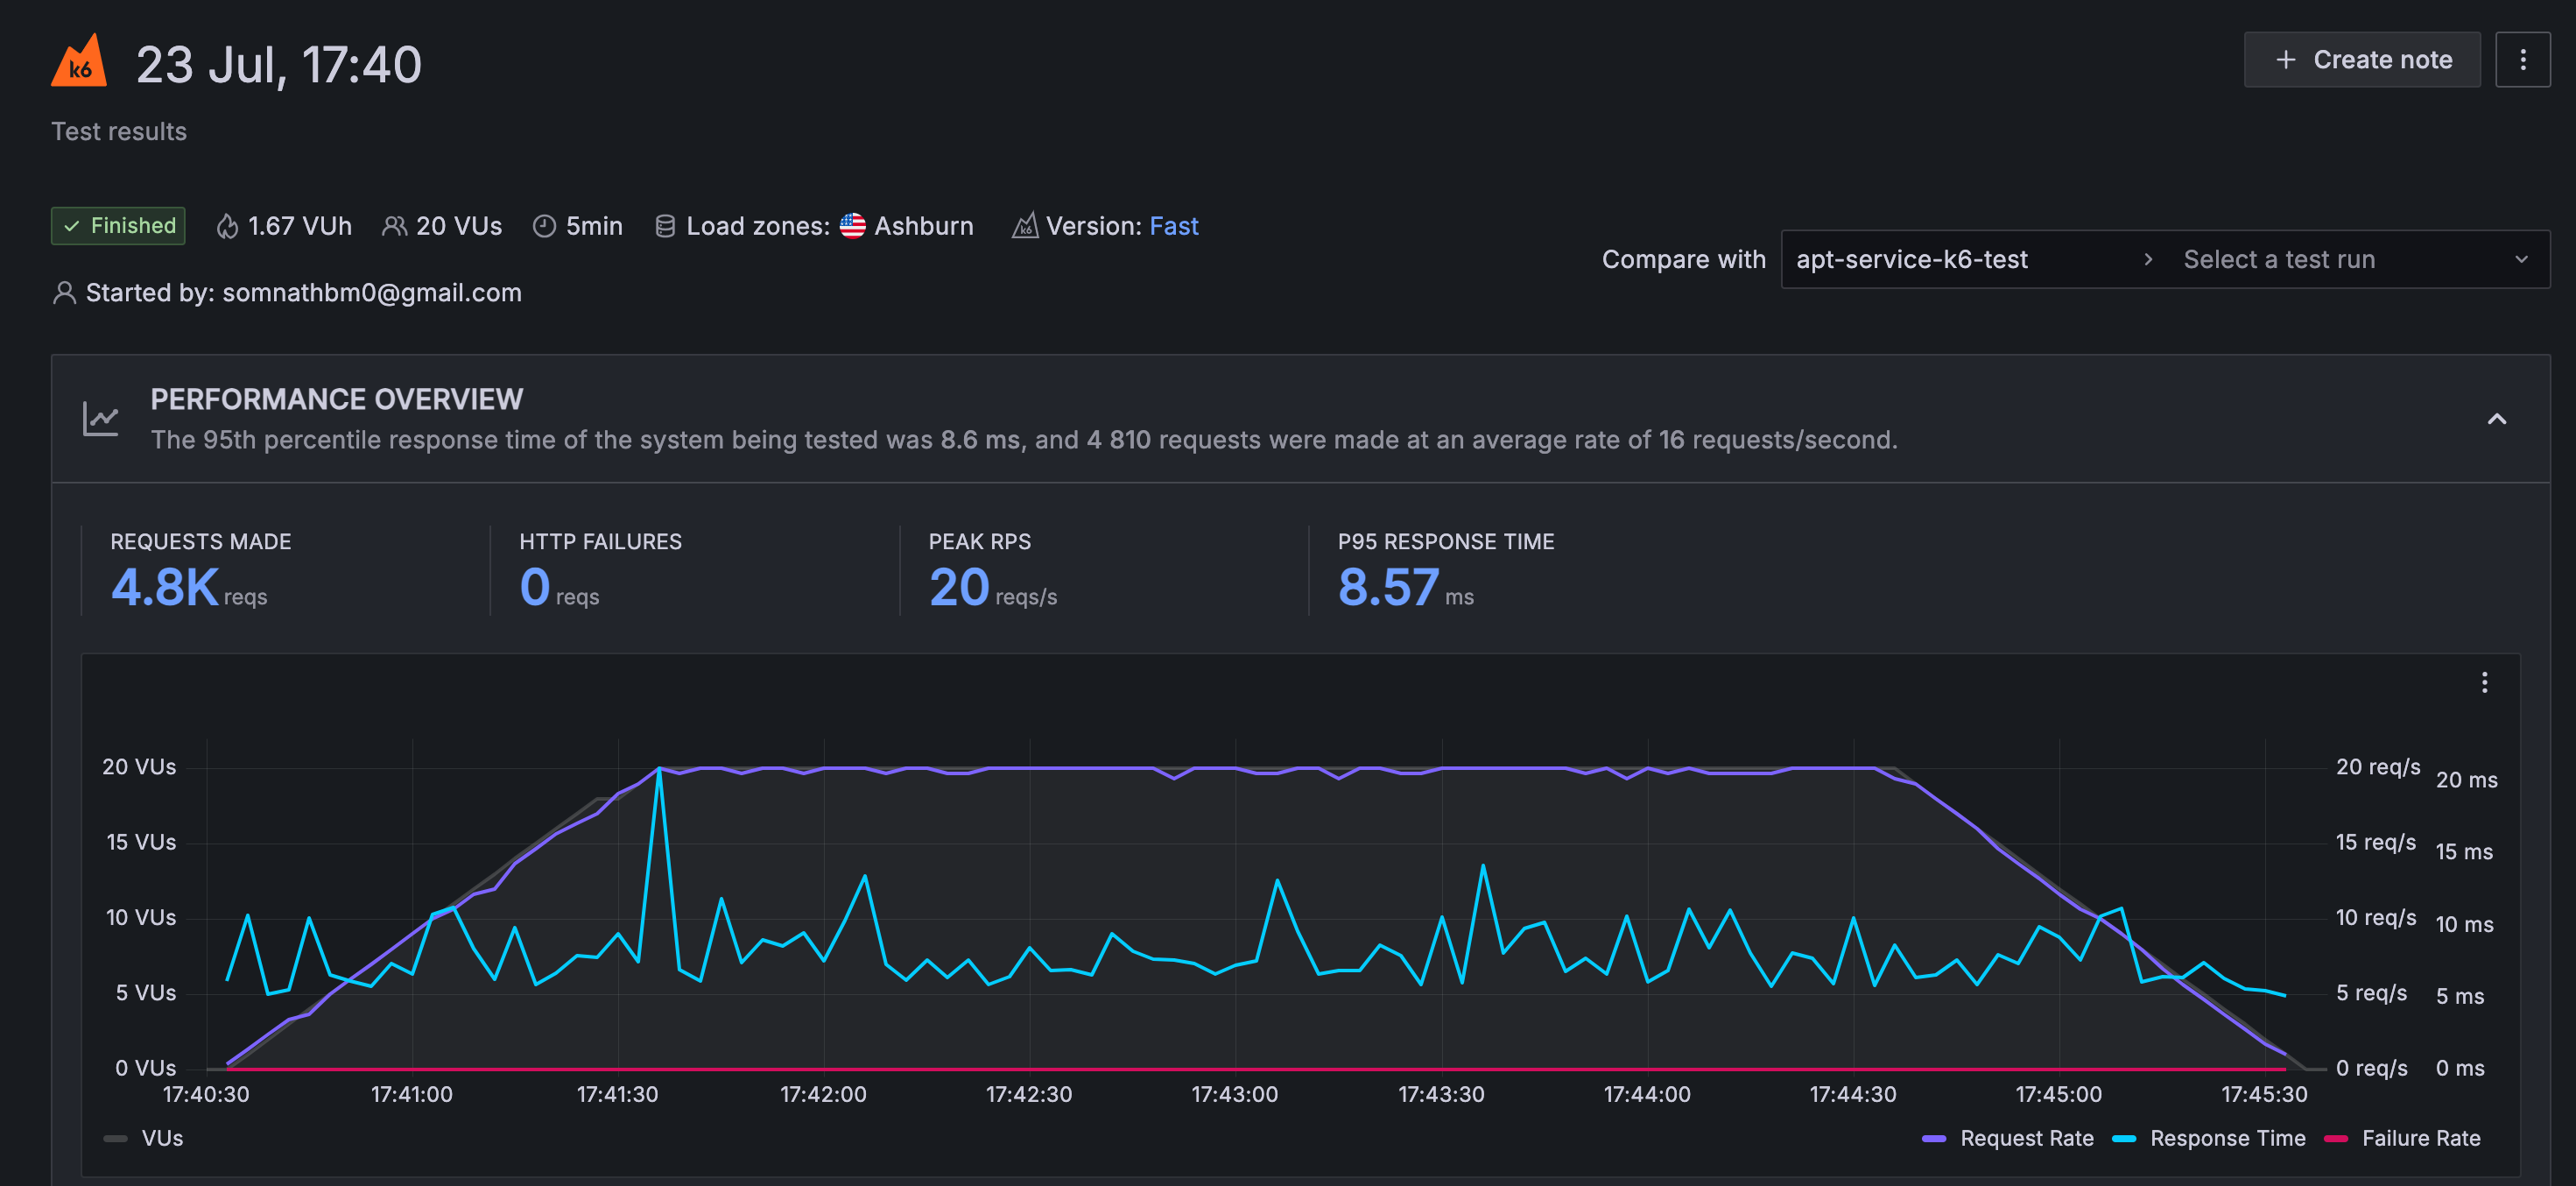 k6 23 Jul, 17:40
+ Create note
Test results
Finished 1.67 VUh 20 VUs 5min Load zones: Ashburn k6 Version: Fast
Compare with apt-service-k6-test Select a test run
Started by: somnathbm0@gmail.com
PERFORMANCE OVERVIEW
The 95th percentile response time of the system being tested was 8.6 ms, and 4 810 requests were made at an average rate of 16 requests/second.
REQUESTS MADE HTTP FAILURES PEAK RPS P95 RESPONSE TIME
4.8K reqs 0 reqs 20 reqs/s 8.57 ms
20 VUs 20 req/s 20 ms
15 VUs 15 req/s 15 ms
10 VUs 10 req/s 10 ms
5 VUs 5 req/s 5 ms
0 VUs 0 req/s 0 ms
17:40:30 17:41:00 17:41:30 17:42:00 17:42:30 17:43:00 17:43:30 17:44:00 17:44:30 17:45:00 17:45:30
VUs Request Rate Response Time Failure Rate